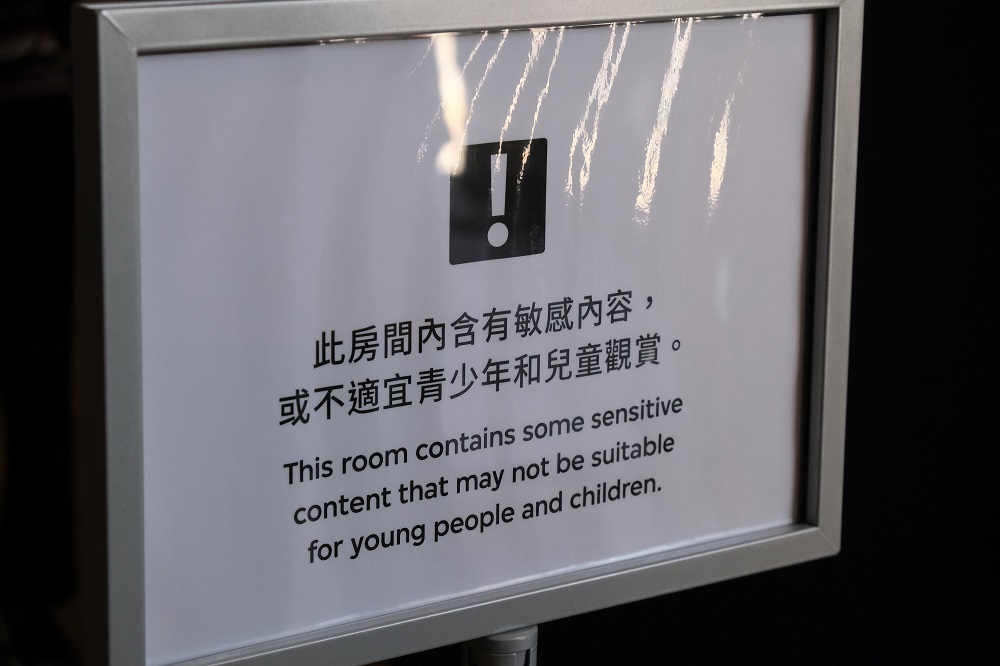 此房間內含有敏感內容，
或不適宜青少年和兒童觀賞。
This room contains some sensitive
content that may not be suitable
for young people and children.